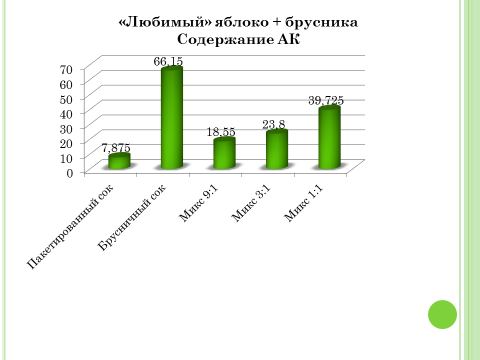 «Любимый» яблоко + брусника
Содержание АК
70
60
50
40
30
20
10
0
7,875
66,15
18,55
23,8
39,725
Пакетированный сок
Брусничный сок
Микс 9:1
Микс 3:1
Микс 1:1